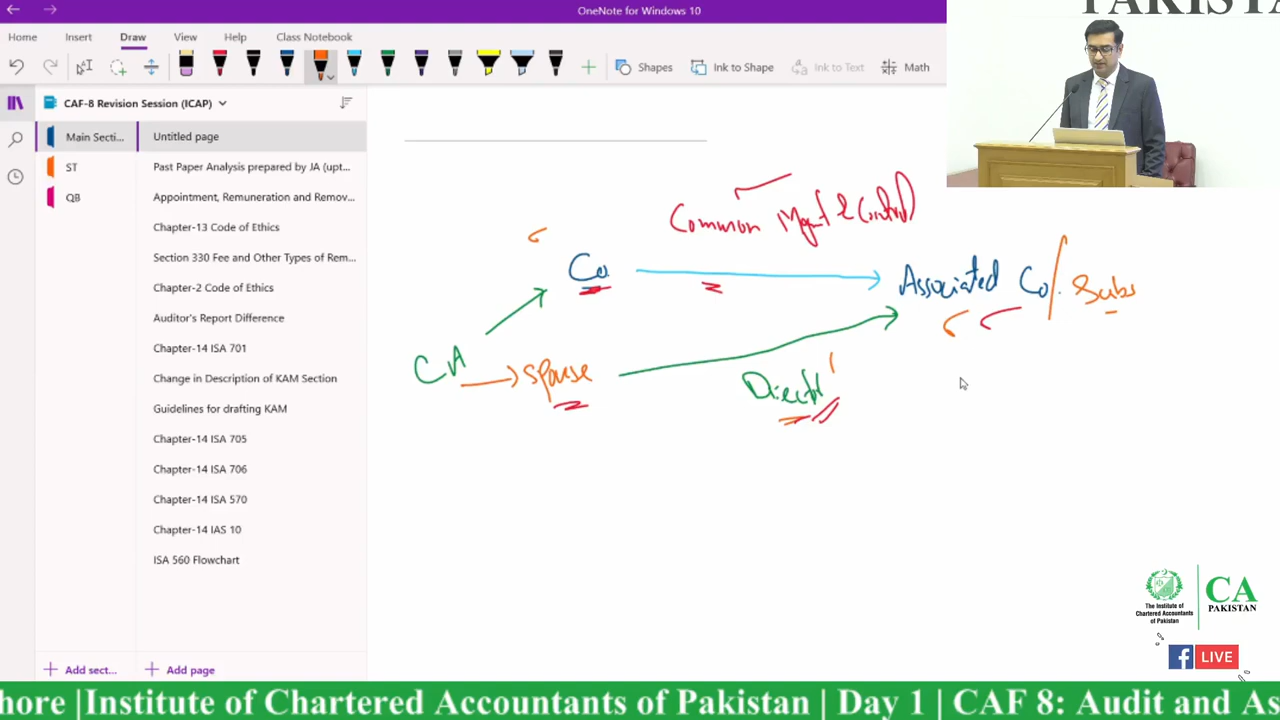 OneNote for Windows 10
PAKISTAN
Home Insert Draw View Help Class Notebook
Shapes Ink to Shape Ink to Text Math
CAF-8 Revision Session (ICAP)
Main Secti... Untitled page
ST Past Paper Analysis prepared by JA (upt...
QB Appointment, Remuneration and Remov...
Chapter-13 Code of Ethics
Section 330 Fee and Other Types of Rem...
Chapter-2 Code of Ethics
Auditor's Report Difference
Chapter-14 ISA 701
Change in Description of KAM Section
Guidelines for drafting KAM
Chapter-14 ISA 705
Chapter-14 ISA 706
Chapter-14 ISA 570
Chapter-14 IAS 10
ISA 560 Flowchart
Add sect... Add page
Common Mgmt & Control
Co. Associated Co/. Subs
CA Spouse
Director
The Institute of
Chartered Accountants
of Pakistan
CA
PAKISTAN
f LIVE
hore |Institute of Chartered Accountants of Pakistan | Day 1 | CAF 8: Audit and As